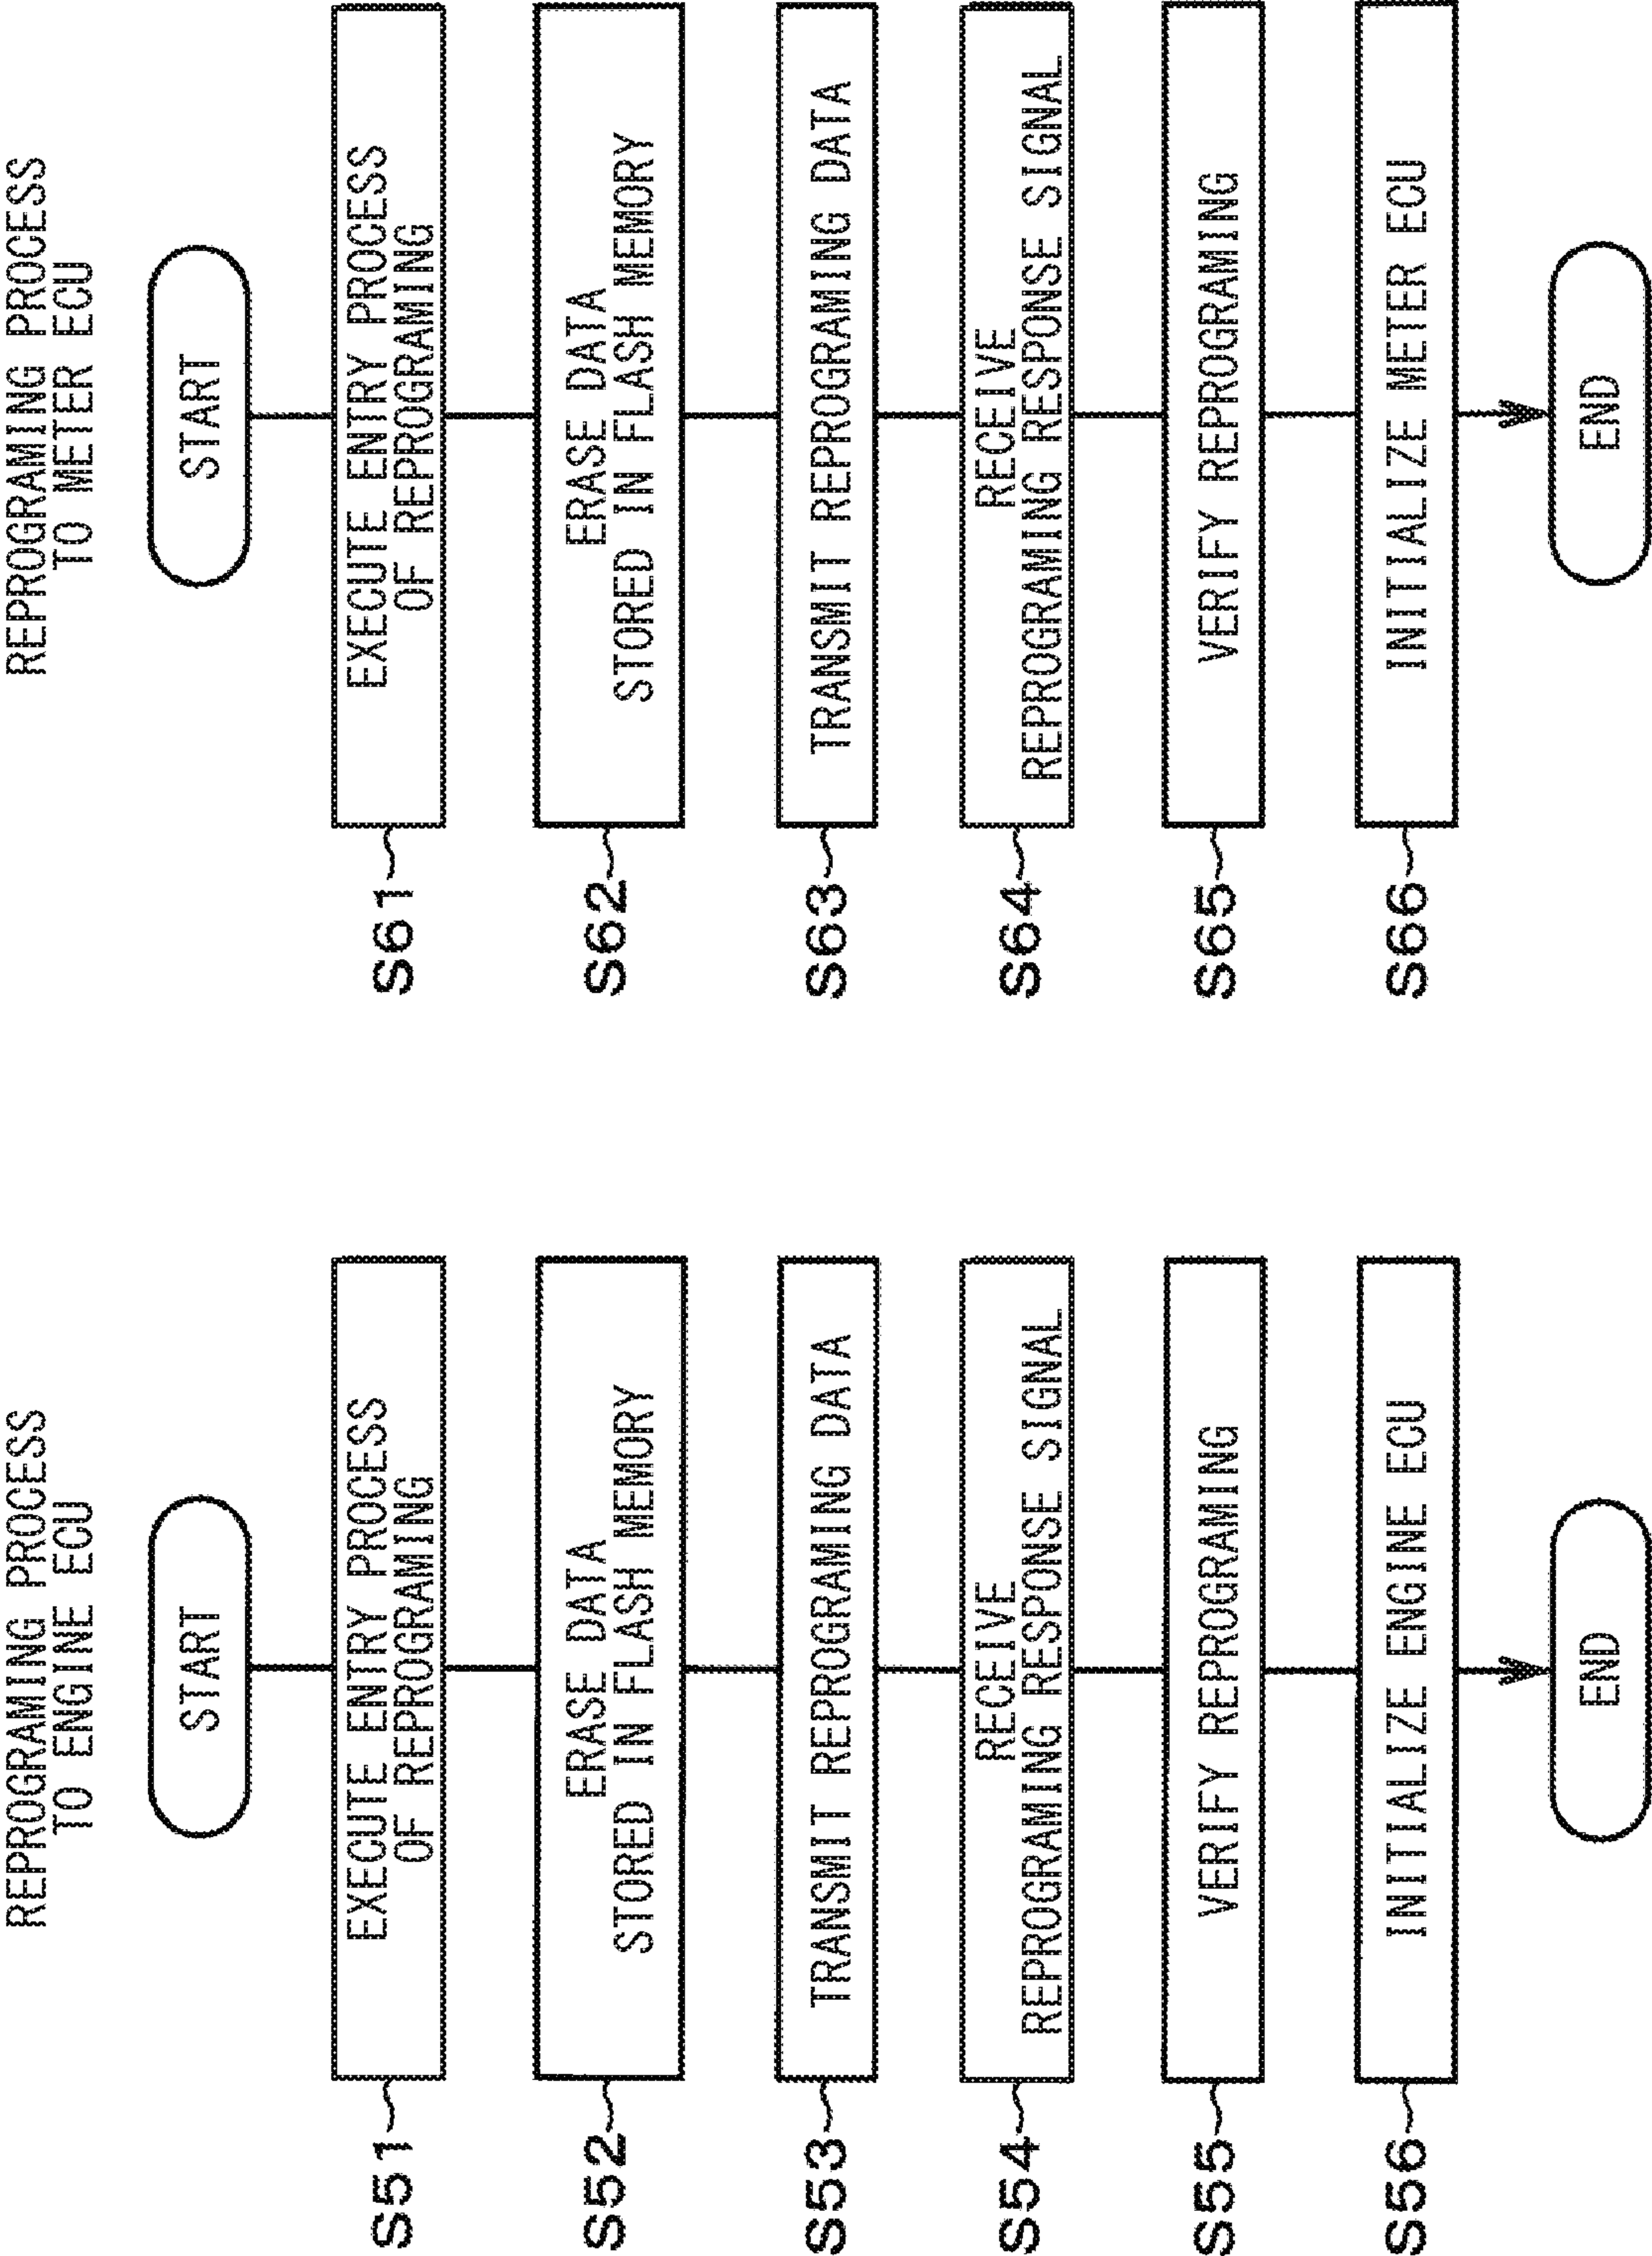 REPROGRAMING PROCESS
TO ENGINE ECU
START
S51
EXECUTE ENTRY PROCESS
OF REPROGRAMING
S52
ERASE DATA
STORED IN FLASH MEMORY
S53
TRANSMIT REPROGRAMING DATA
S54
RECEIVE
REPROGRAMING RESPONSE SIGNAL
S55
VERIFY REPROGRAMING
S56
INITIALIZE ENGINE ECU
END
REPROGRAMING PROCESS
TO METER ECU
START
S61
EXECUTE ENTRY PROCESS
OF REPROGRAMING
S62
ERASE DATA
STORED IN FLASH MEMORY
S63
TRANSMIT REPROGRAMING DATA
S64
RECEIVE
REPROGRAMING RESPONSE SIGNAL
S65
VERIFY REPROGRAMING
S66
INITIALIZE METER ECU
END